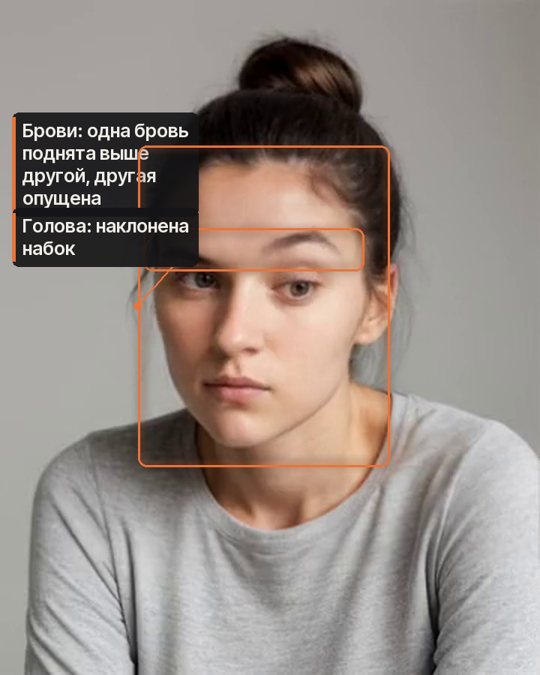 Брови: одна бровь
поднята выше
другой, другая
опущена
Голова: наклонена
набок